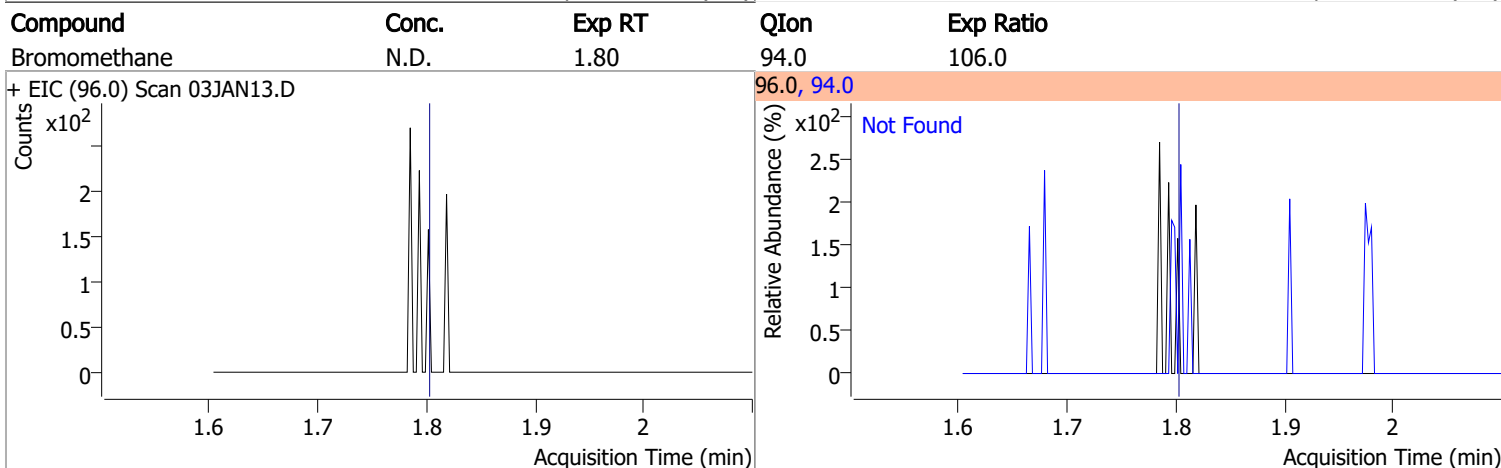 Compound Conc. Exp RT QIon Exp Ratio
Bromomethane N.D. 1.80 94.0 106.0
+ EIC (96.0) Scan 03JAN13.D
Counts
x10²
2
1.5
1
0.5
0
1.6 1.7 1.8 1.9 2
Acquisition Time (min)
96.0, 94.0
Relative Abundance (%)
x10²
Not Found
2.5
2
1.5
1
0.5
0
1.6 1.7 1.8 1.9 2
Acquisition Time (min)